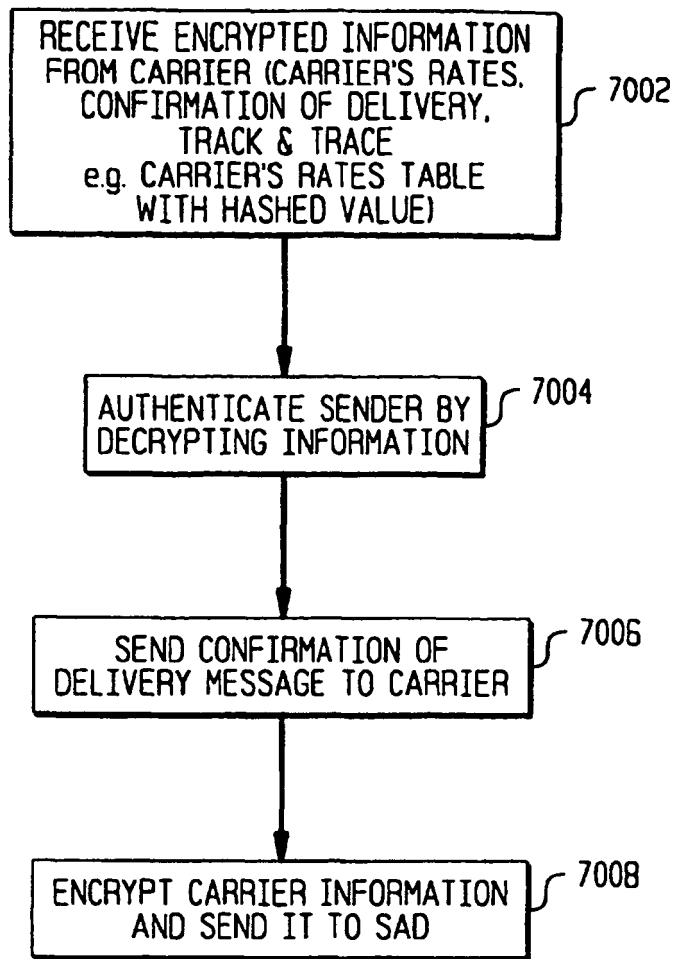 RECEIVE ENCRYPTED INFORMATION
FROM CARRIER (CARRIER'S RATES,
CONFIRMATION OF DELIVERY,
TRACK & TRACE
e.g. CARRIER'S RATES TABLE
WITH HASHED VALUE)
7002
AUTHENTICATE SENDER BY
DECRYPTING INFORMATION
7004
SEND CONFIRMATION OF
DELIVERY MESSAGE TO CARRIER
7006
ENCRYPT CARRIER INFORMATION
AND SEND IT TO SAD
7008